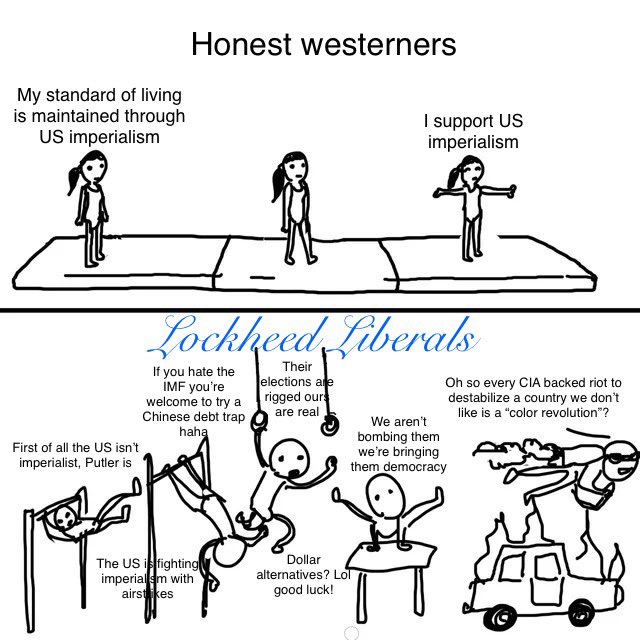 Honest westerners
My standard of living
is maintained through
US imperialism
I support US
imperialism
Lockheed Liberals
First of all the US isn't
imperialist, Putler is
If you hate the
IMF you're
welcome to try a
Chinese debt trap
haha
The US is fighting
imperialism with
airstrikes
Their
elections are
rigged ours
are real
Dollar
alternatives? Lol
good luck!
We aren't
bombing them
we're bringing
them democracy
Oh so every CIA backed riot to
destabilize a country we don't
like is a “color revolution”?